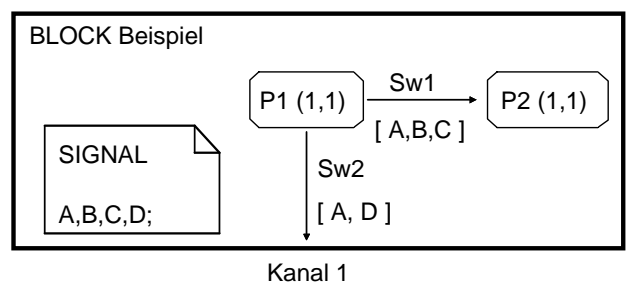 BLOCK Beispiel
P1 (1,1)
Sw1
P2 (1,1)
[ A,B,C ]
SIGNAL
A,B,C,D;
Sw2
[ A, D ]
Kanal 1